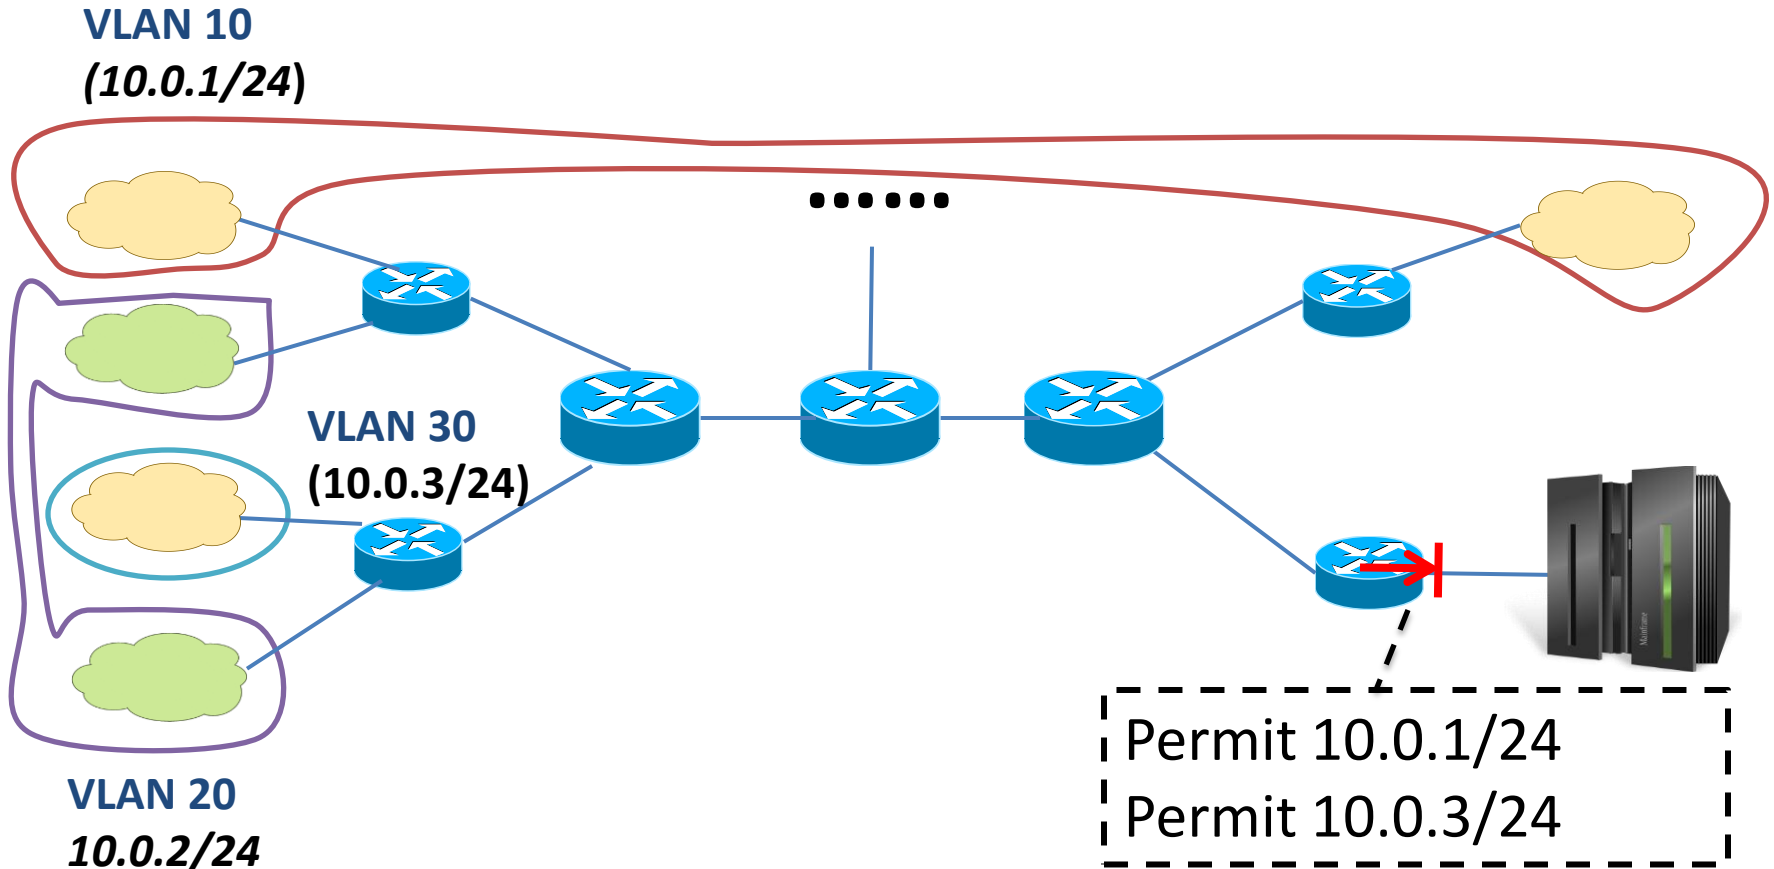 VLAN 10
(10.0.1/24)
VLAN 30
(10.0.3/24)
Mainframe
Permit 10.0.1/24
Permit 10.0.3/24
VLAN 20
10.0.2/24